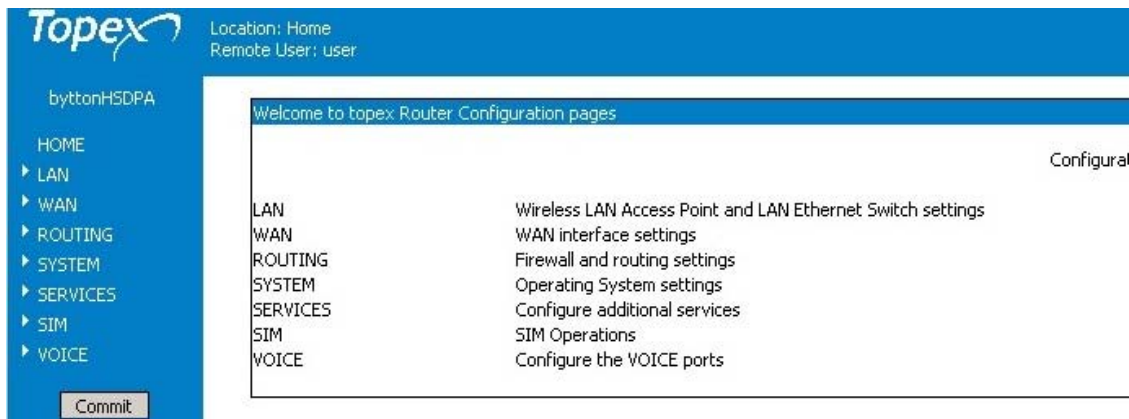 Topex
Location: Home
Remote User: user
byttonHSDPA
HOME
LAN
WAN
ROUTING
SYSTEM
SERVICES
SIM
VOICE
Commit
Welcome to topex Router Configuration pages
Configurat
LAN Wireless LAN Access Point and LAN Ethernet Switch settings
WAN WAN interface settings
ROUTING Firewall and routing settings
SYSTEM Operating System settings
SERVICES Configure additional services
SIM SIM Operations
VOICE Configure the VOICE ports